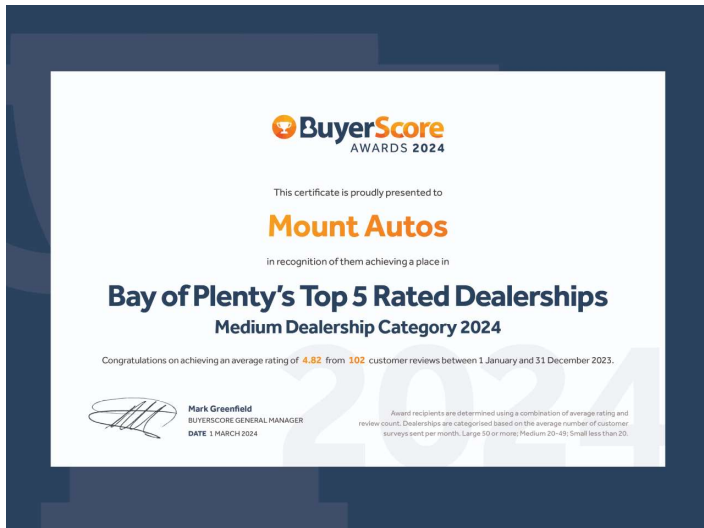 BuyerScore
AWARDS 2024
This certificate is proudly presented to
Mount Autos
in recognition of them achieving a place in
Bay of Plenty's Top 5 Rated Dealerships
Medium Dealership Category 2024
Congratulations on achieving an average rating of 4.82 from 102 customer reviews between 1 January and 31 December 2023.
2024
Mark Greenfield
BUYERSCORE GENERAL MANAGER
DATE 1 MARCH 2024
Award recipients are determined using a combination of average rating and
review count. Dealerships are categorised based on the average number of customer
surveys sent per month. Large 50 or more; Medium 20-49; Small less than 20.